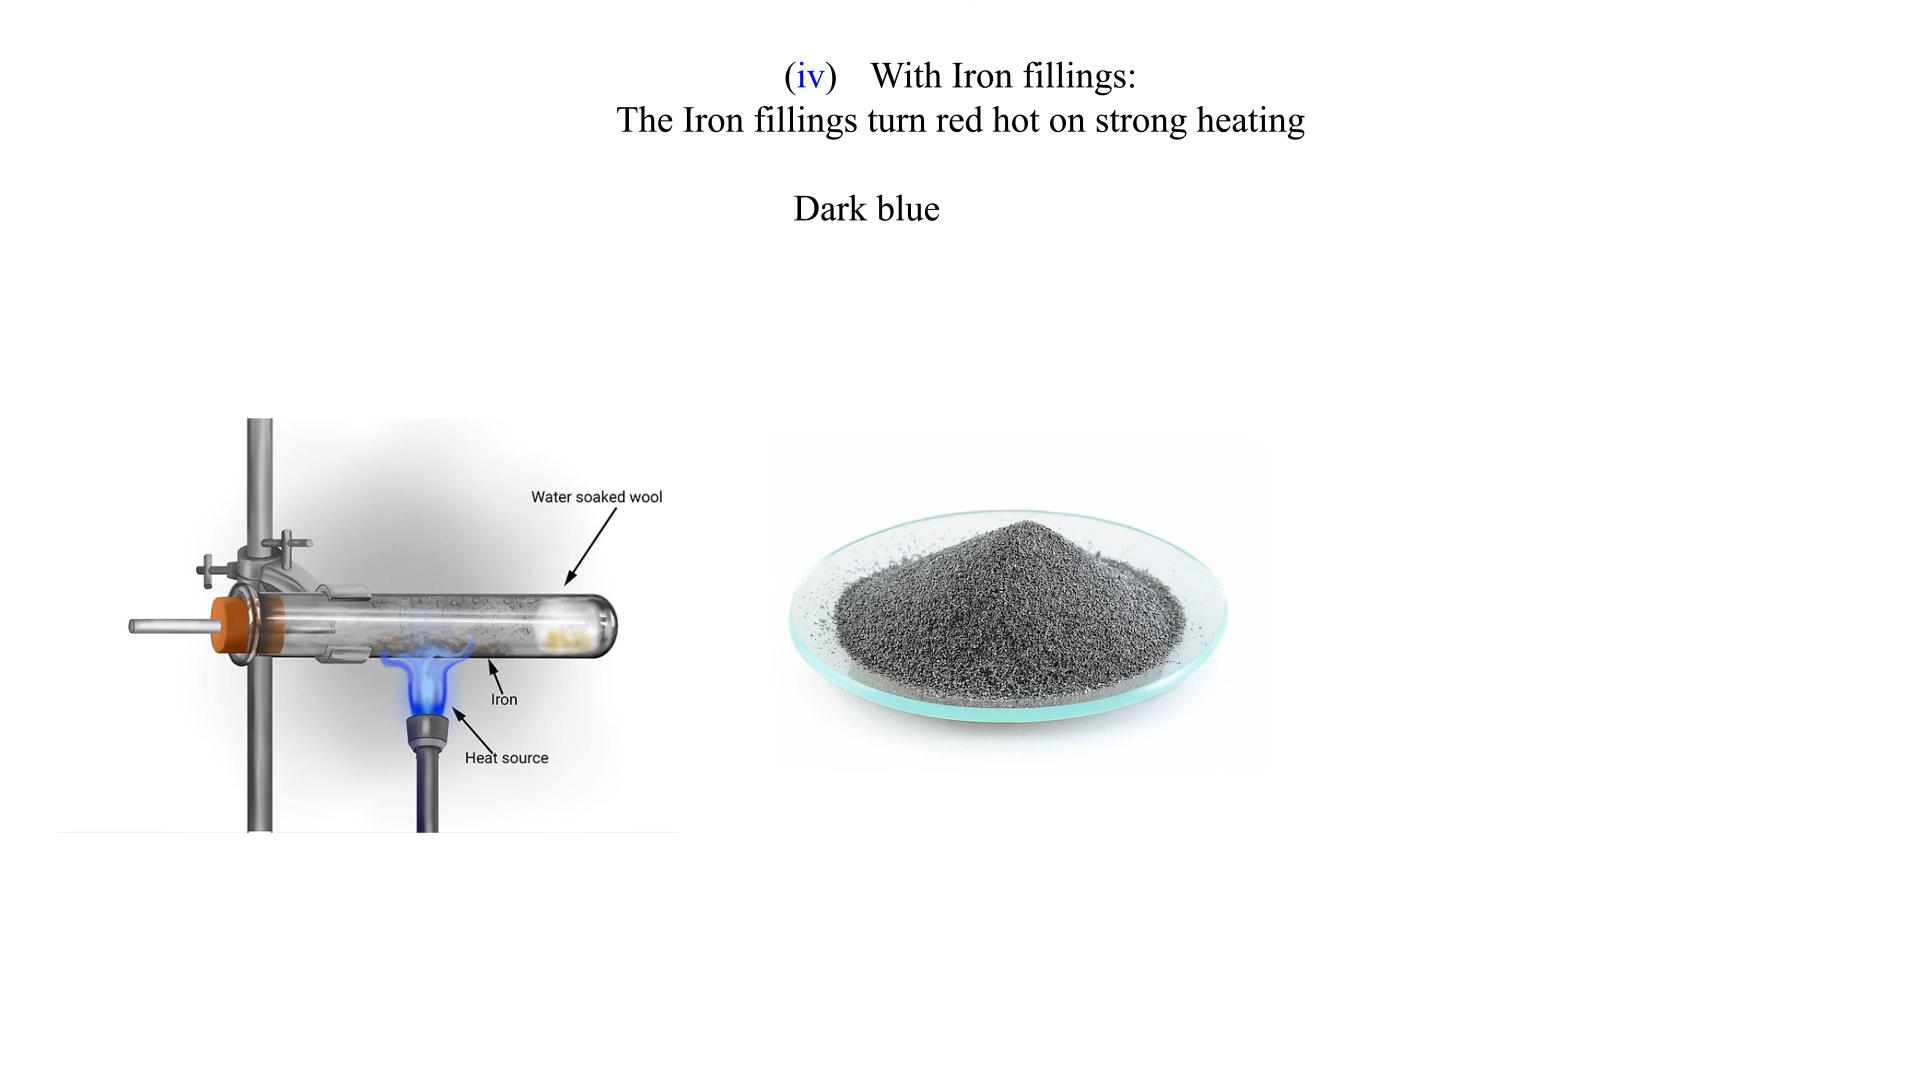 (iv) With Iron fillings:
The Iron fillings turn red hot on strong heating
Dark blue
Water soaked wool
Iron
Heat source